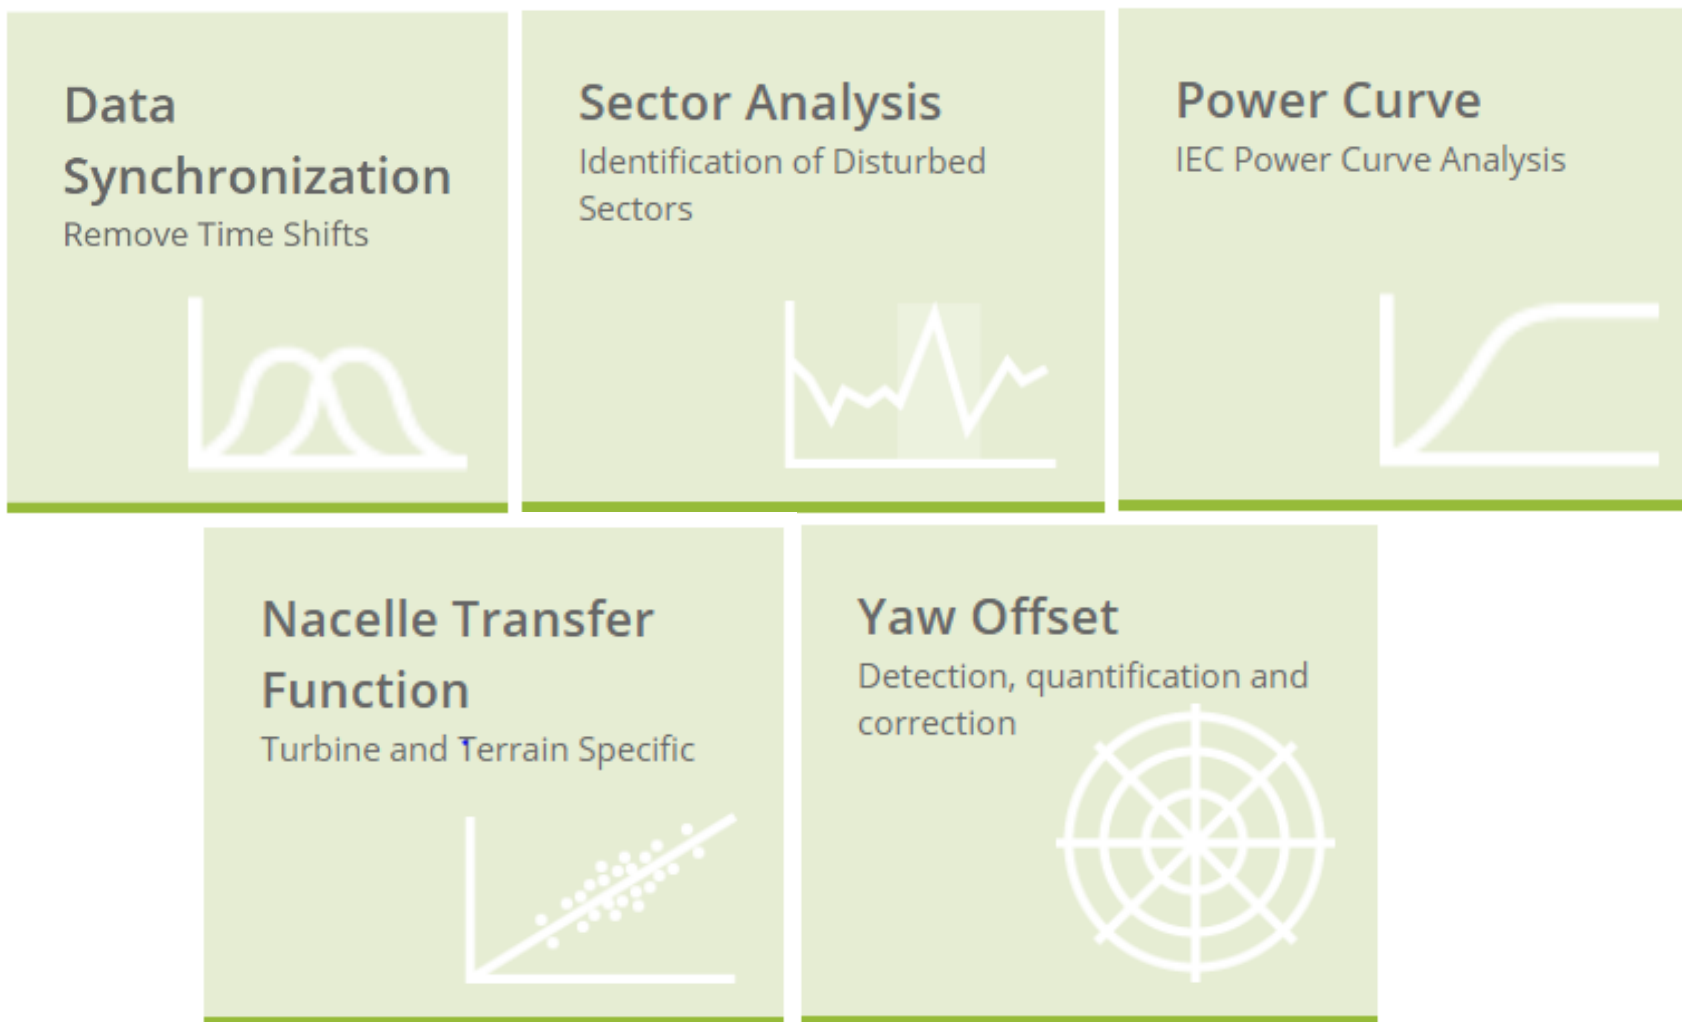 Data
Synchronization
Remove Time Shifts
Sector Analysis
Identification of Disturbed
Sectors
Power Curve
IEC Power Curve Analysis
Nacelle Transfer
Function
Turbine and Terrain Specific
Yaw Offset
Detection, quantification and
correction